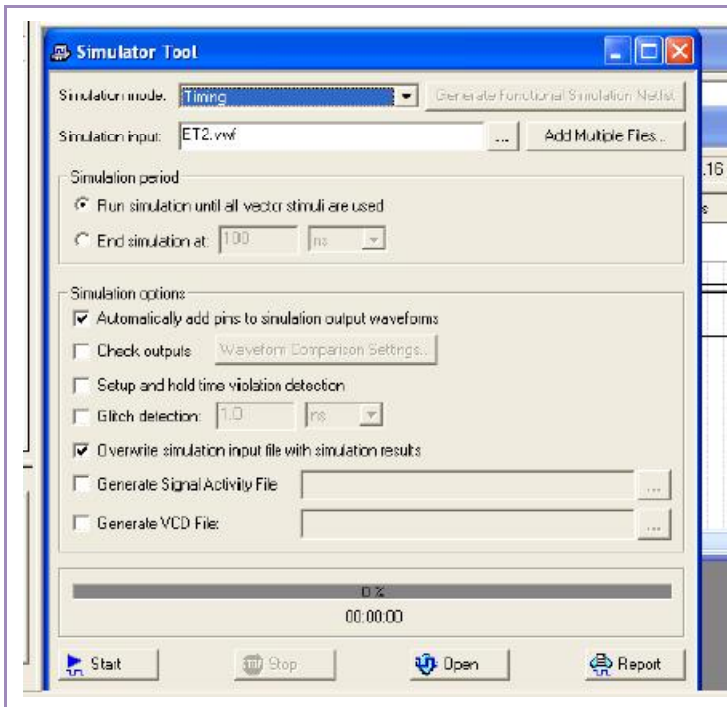 Simulator Tool
Simulation mode: Timing Generate Functional Simulation Netlist
Simulation input: ET2.vwf ... Add Multiple Files...
.16
Simulation period
s
Run simulation until all vector stimuli are used
End simulation at: 100 ns
Simulation options
Automatically add pins to simulation output waveforms
Check outputs Waveform Comparison Settings...
Setup and hold time violation detection
Glitch detection: 1.0 ns
Overwrite simulation input file with simulation results
Generate Signal Activity File ...
Generate VCD File: ...
0 %
00:00:00
Start Stop Open Report